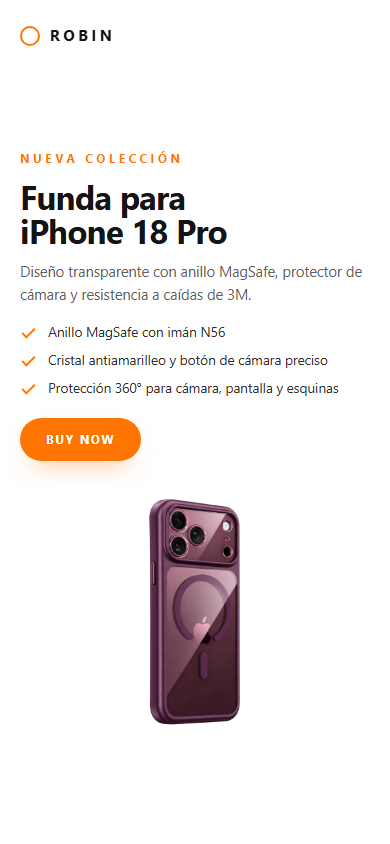 ROBIN
NUEVA COLECCIÓN
Funda para
iPhone 18 Pro
Diseño transparente con anillo MagSafe, protector de
cámara y resistencia a caídas de 3M.
Anillo MagSafe con imán N56
Cristal antiamarilleo y botón de cámara preciso
Protección 360° para cámara, pantalla y esquinas
BUY NOW